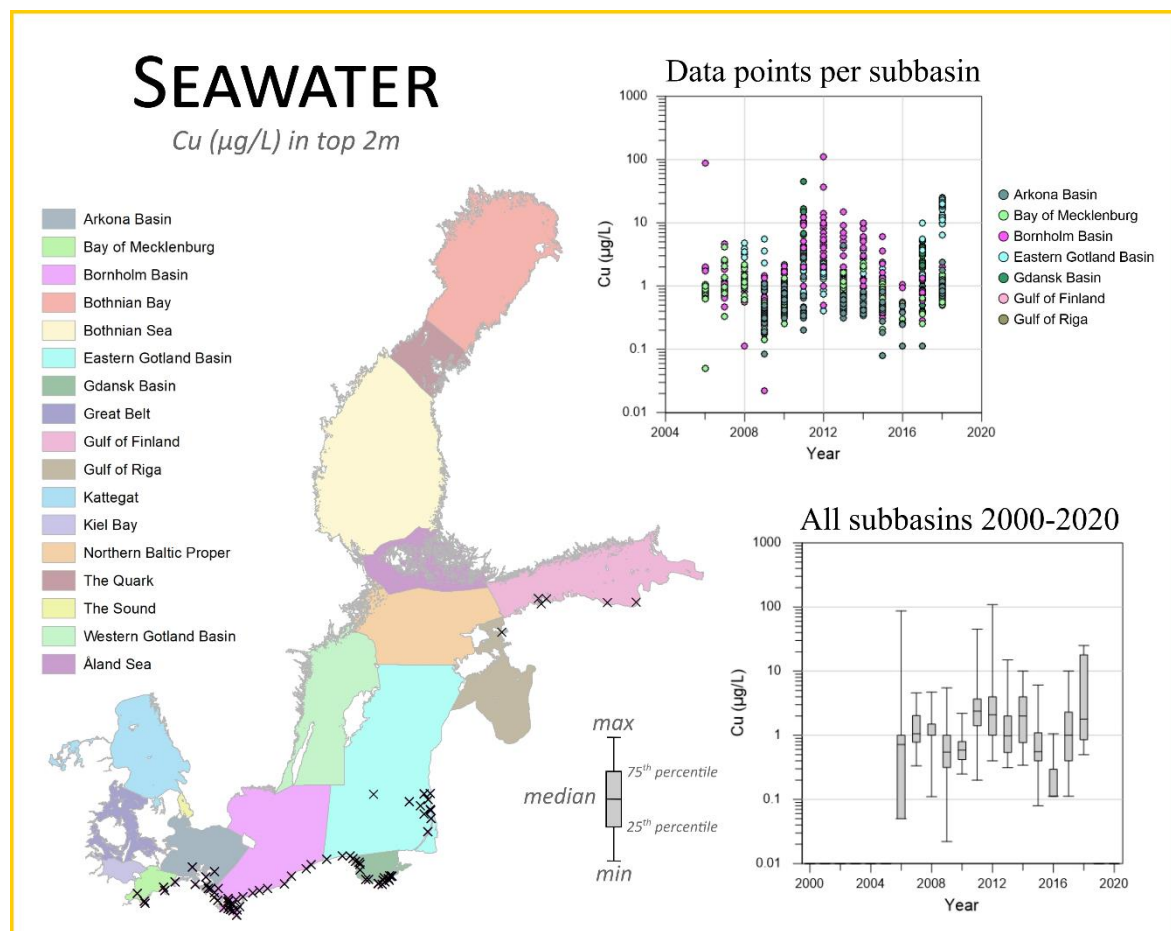 SEAWATER
Cu (µg/L) in top 2m
Arkona Basin
Bay of Mecklenburg
Bornholm Basin
Bothnian Bay
Bothnian Sea
Eastern Gotland Basin
Gdansk Basin
Great Belt
Gulf of Finland
Gulf of Riga
Kattegat
Kiel Bay
Northern Baltic Proper
The Quark
The Sound
Western Gotland Basin
Åland Sea
max
75th percentile
median
25th percentile
min
Data points per subbasin
1000
100
10
1
0.1
0.01
Cu (µg/L)
2004 2008 2012 2016 2020
Year
Arkona Basin
Bay of Mecklenburg
Bornholm Basin
Eastern Gotland Basin
Gdansk Basin
Gulf of Finland
Gulf of Riga
All subbasins 2000-2020
1000
100
10
1
0.1
0.01
Cu (µg/L)
2000 2004 2008 2012 2016 2020
Year